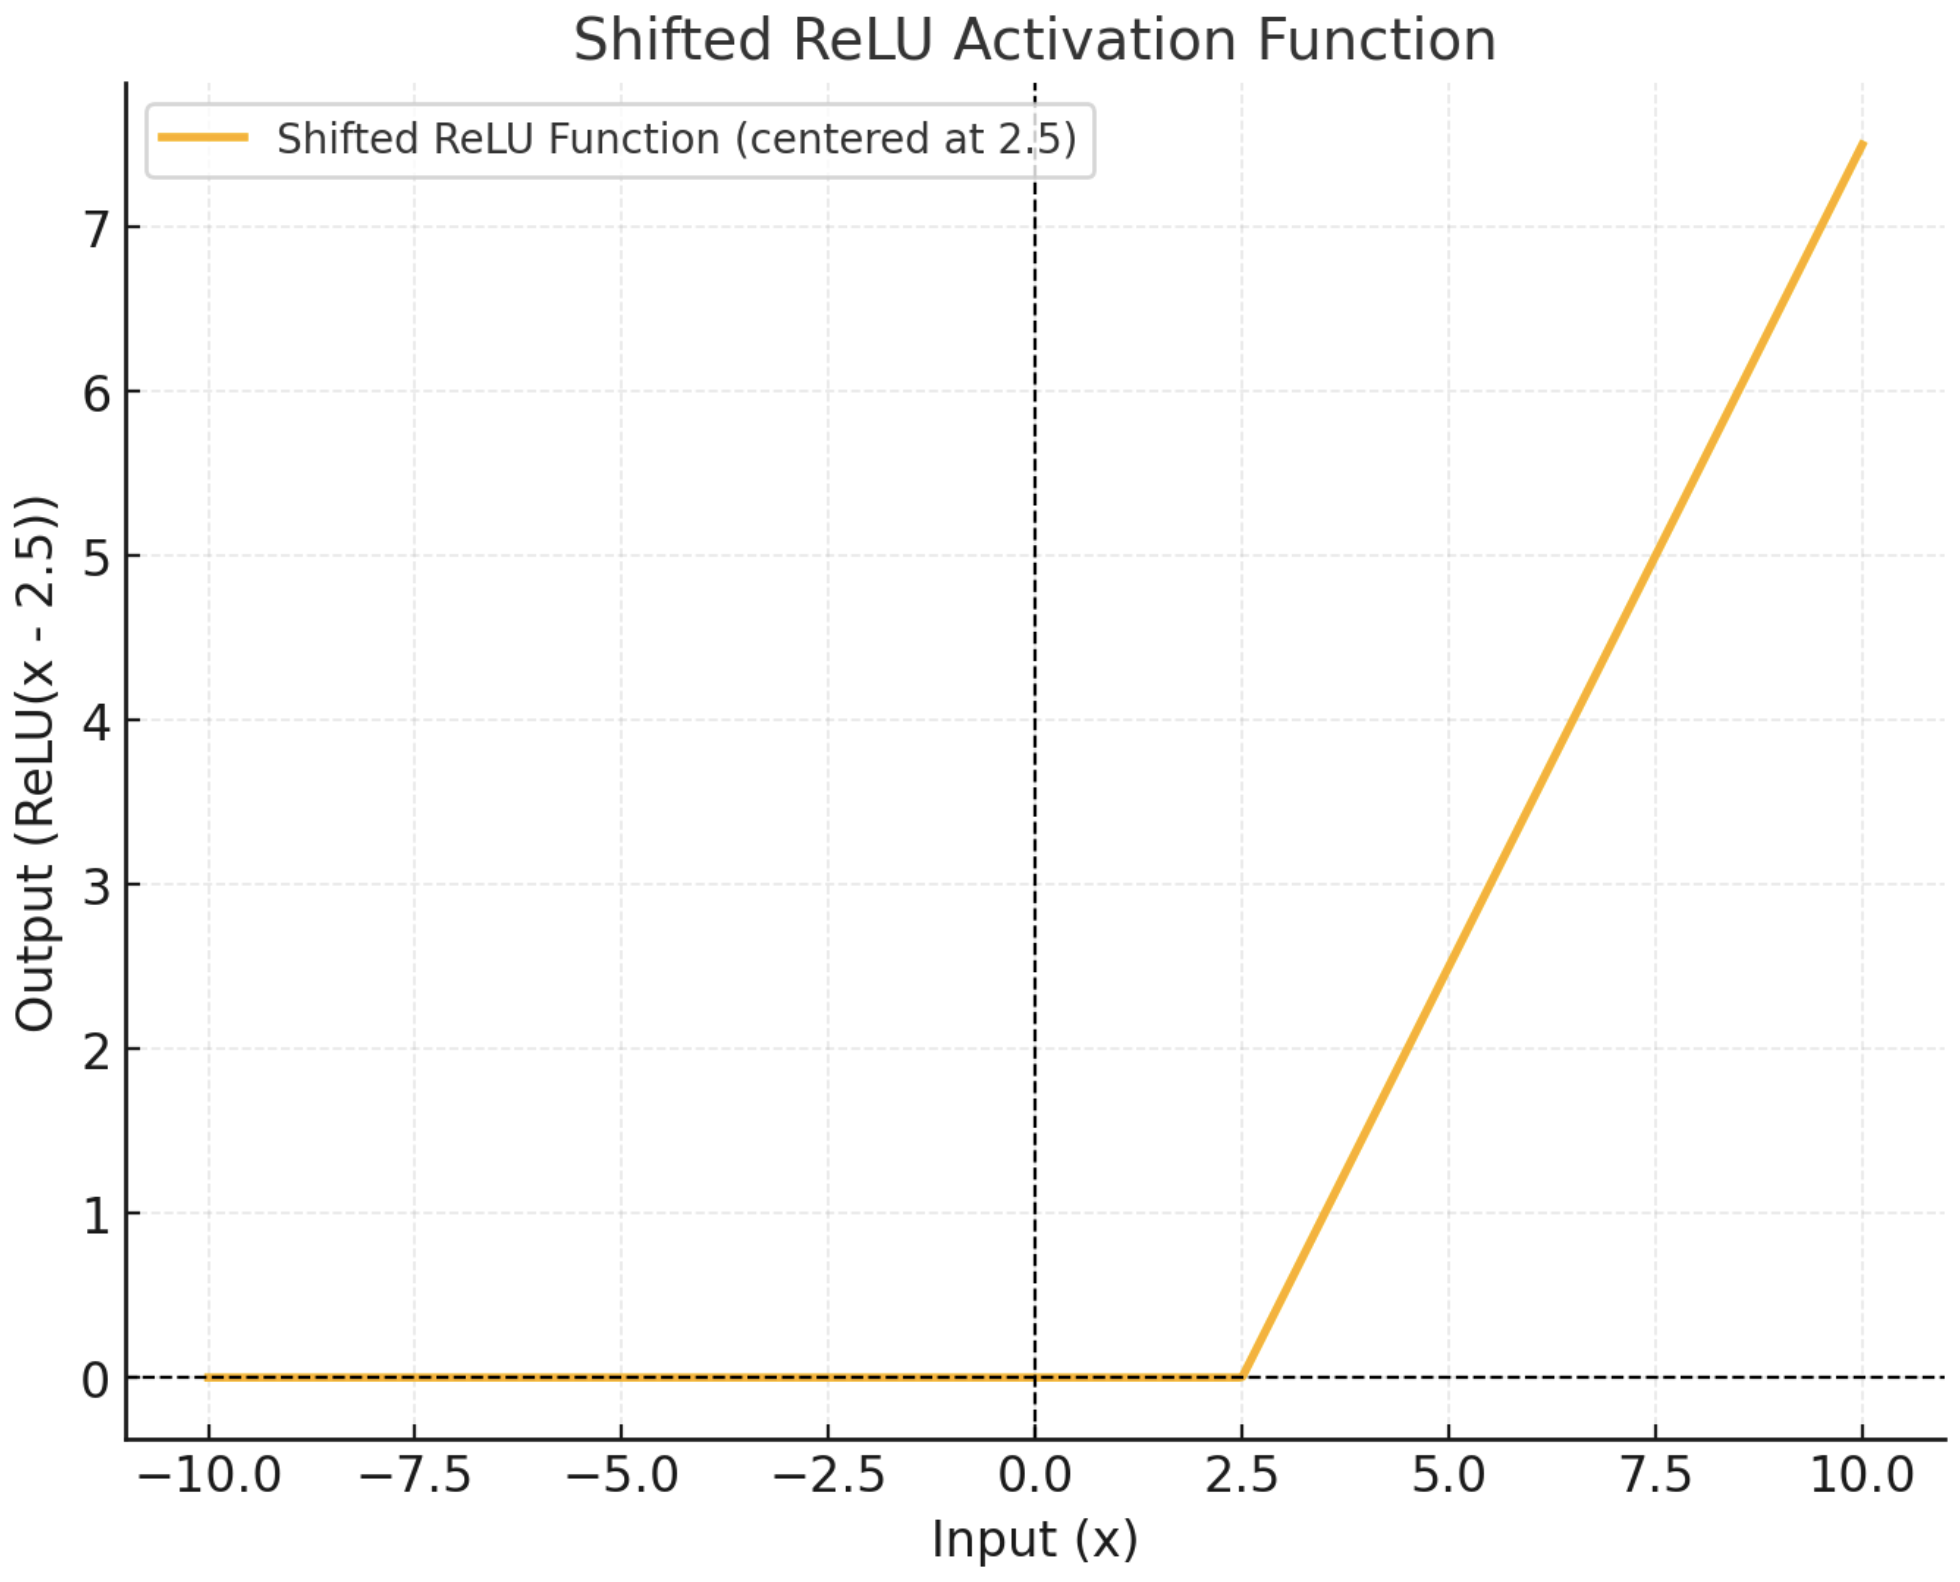 Shifted ReLU Activation Function
Shifted ReLU Function (centered at 2.5)
7
6
5
4
3
2
1
0
Output (ReLU(x - 2.5))
−10.0 −7.5 −5.0 −2.5 0.0 2.5 5.0 7.5 10.0
Input (x)